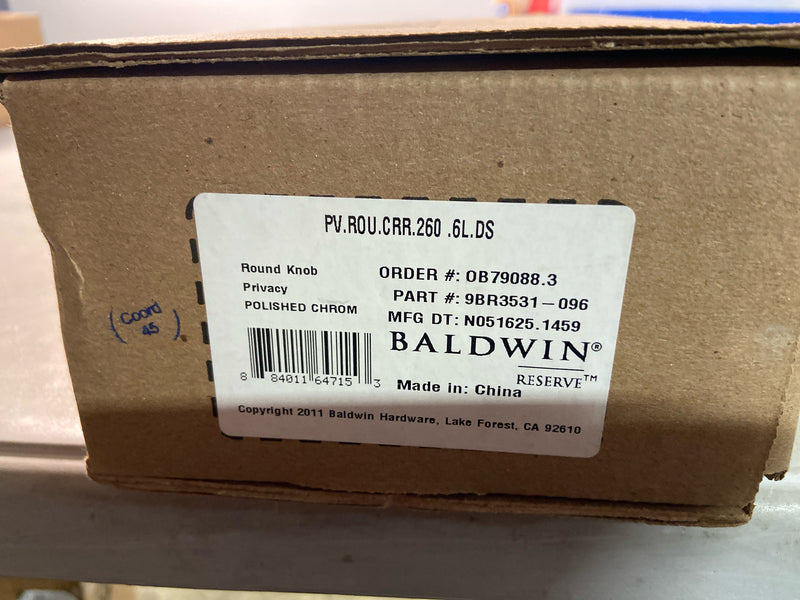 PV.ROU.CRR.260 .6L.DS
Round Knob
Privacy
POLISHED CHROM
ORDER #: OB79088.3
PART #: 9BR3531-096
MFG DT: N051625.1459
BALDWIN®
RESERVE™
8 84011 64715 3
Made in: China
Copyright 2011 Baldwin Hardware, Lake Forest, CA 92610
(Coord
45)